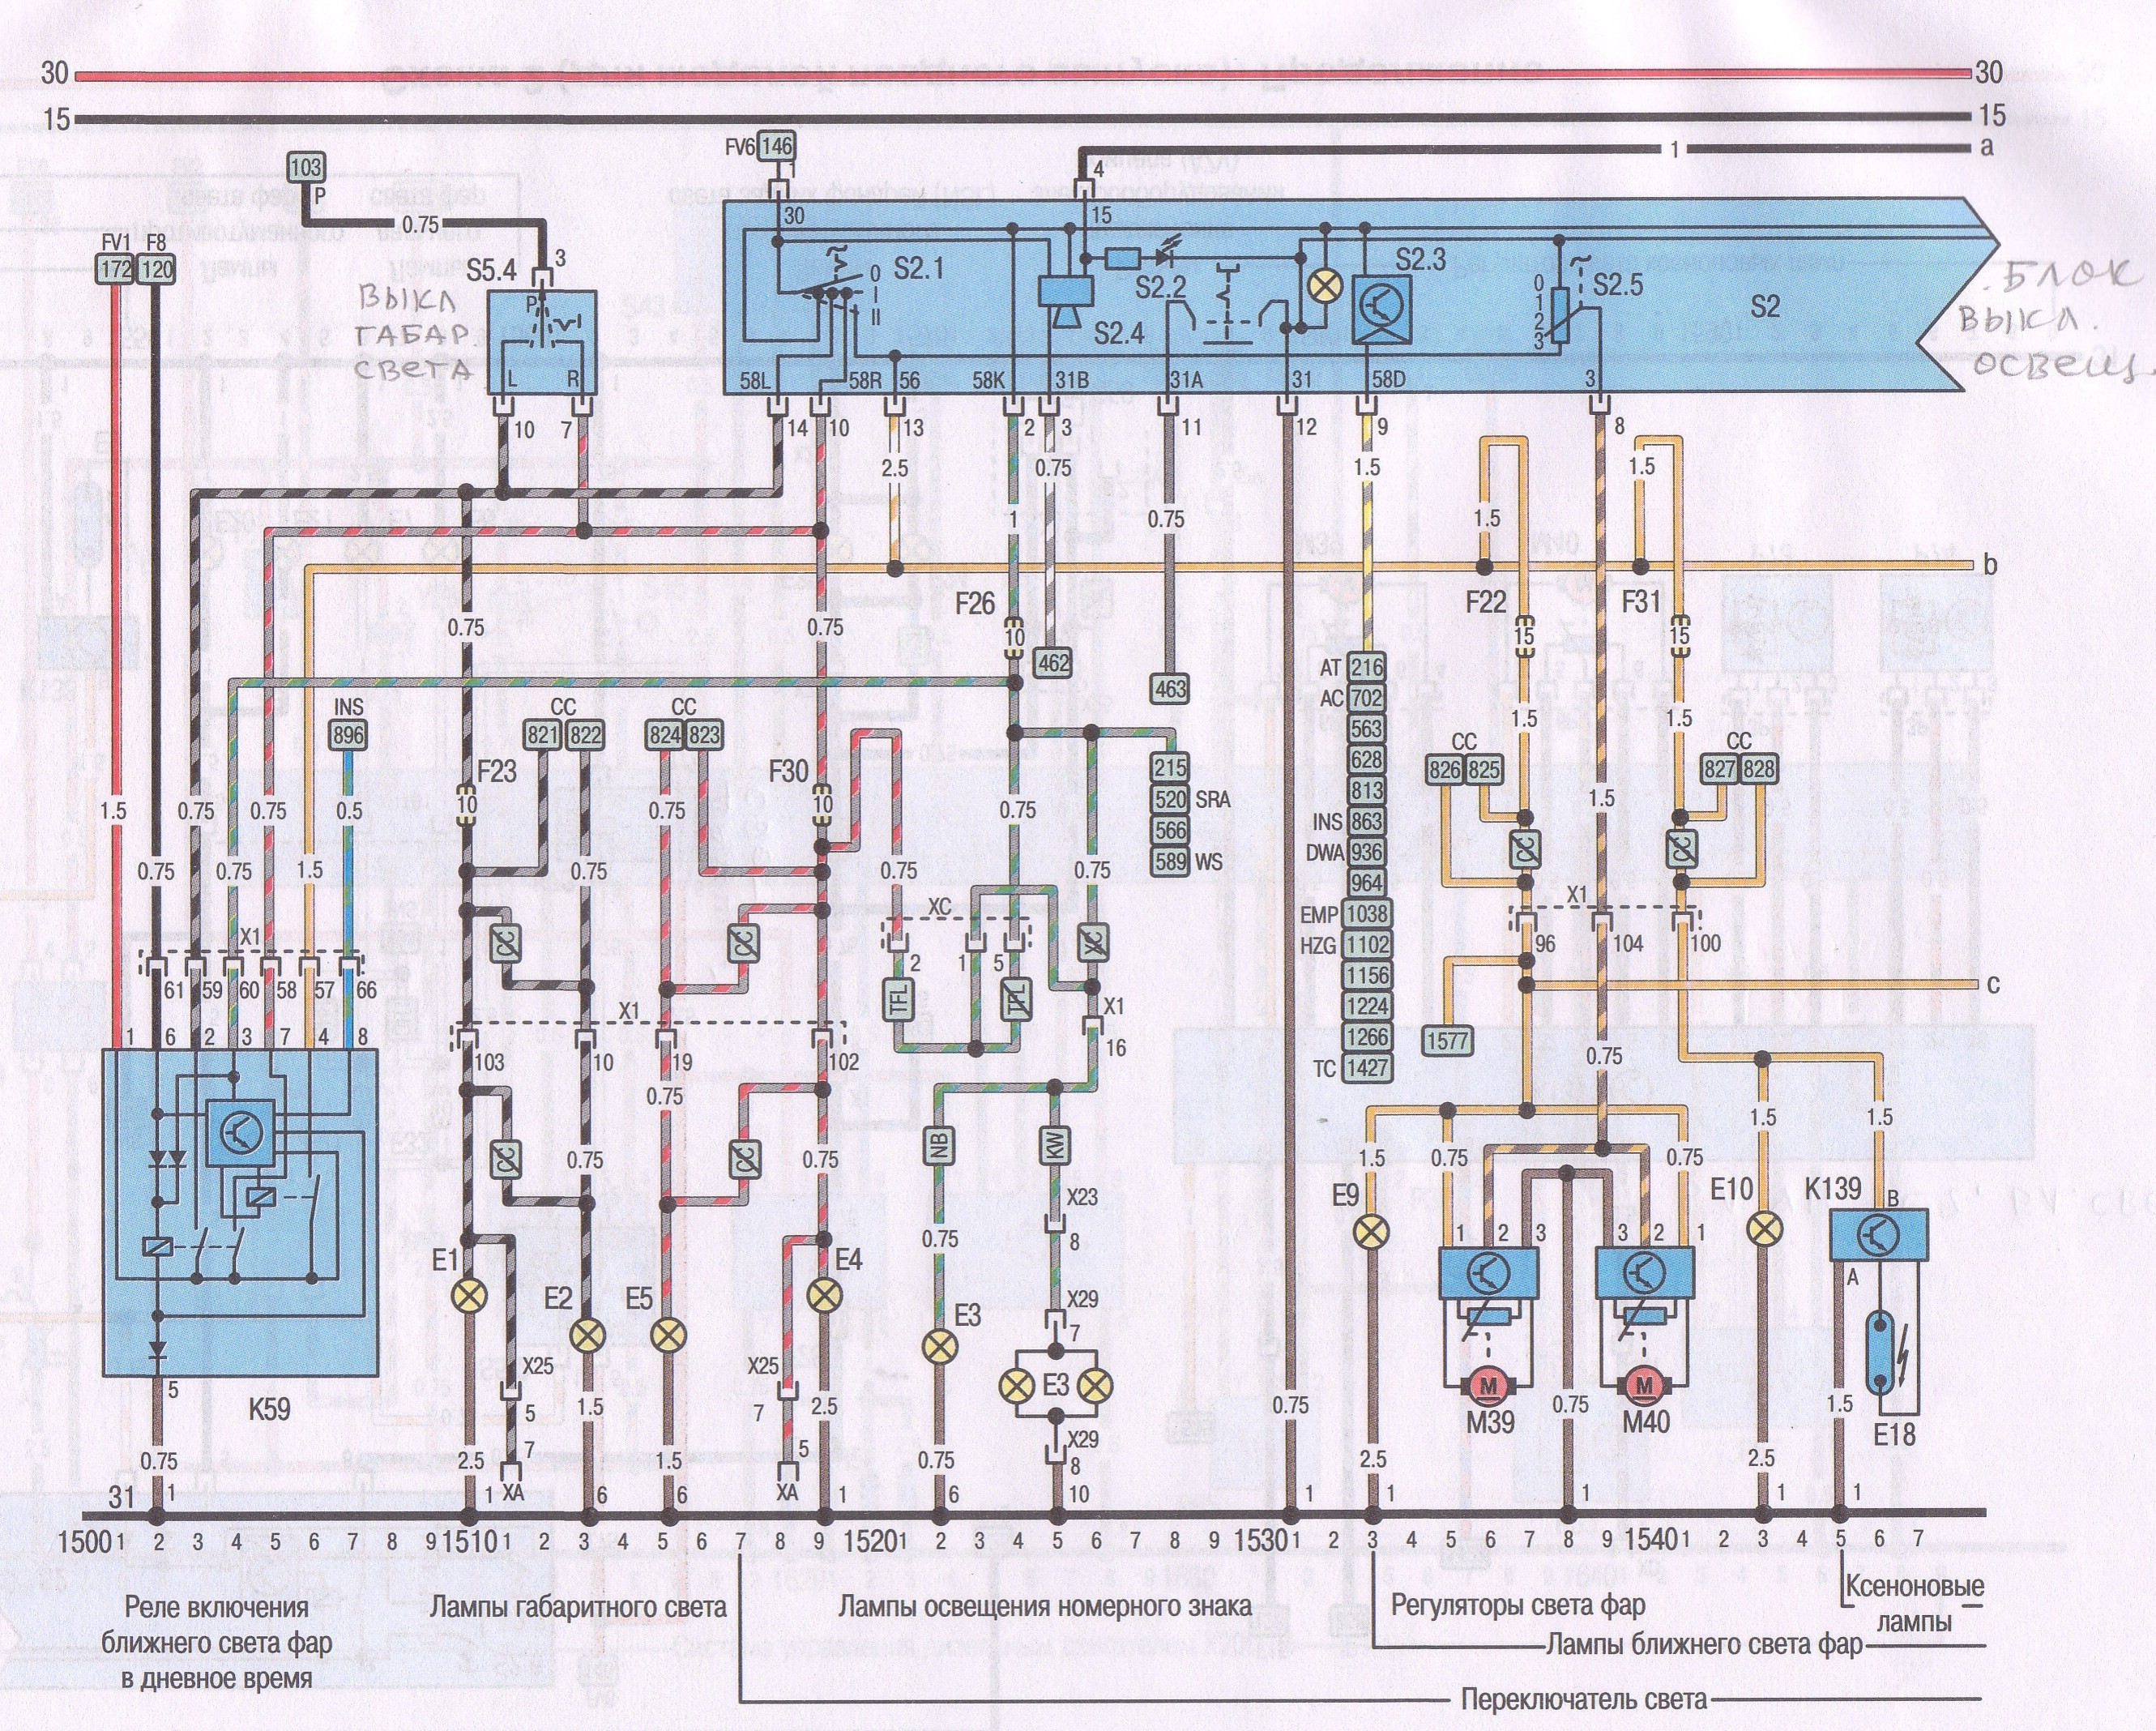 30 30
15 15
1 a
103
P
0.75
FV6 146
1
4
FV1 F8
172 120
S5.4 3
ВЫКЛ
ГАБАР.
СВЕТА
P
L R
30 15
S2.1 0 I II
S2.2
S2.3
S2.4
0 1 2 3
S2.5
S2
БЛОК
ВЫКЛ.
ОСВЕЩ.
58L 58R 56 58K 31B 31A 31 58D 3
10 7 14 10 13 2 3 11 12 9 8
2.5 0.75 1.5 1.5
1 0.75 1.5
b
0.75 0.75 F26 F22 F31
10 15 15
462
463
INS CC CC
896 821 822 824 823
F23 F30
10 10
1.5 0.75 0.75 0.5 0.75 0.75
0.75 0.75 1.5 0.75 0.75 0.75
215
520 SRA
566
589 WS
AT 216
AC 702
563
628
813
INS 863
DWA 936
964
EMP 1038
HZG 1102
1156
1224
1266
TC 1427
1.5 1.5 1.5
CC CC
826 825 827 828
CC CC
X1
96 104 100
c
1577
X1
61 59 60 58 57 66
1 6 2 3 7 4 8
CC CC
XC
2 1 5
TFL TFL XC
X1
X1
103 10 19 102 16
0.75
CC CC
0.75 0.75
NB KW
X23
8
0.75
X29
7
E1 E2 E5 E4 E3 E3
X29
8
X25 X25
5 7 7 5
XA XA
0.75
1.5 0.75 0.75 1.5 1.5
E9 E10 K139 B
1 2 3 3 2 1
A
M M
M39 M40
E18
K59
5
0.75 2.5 1.5 1.5 2.5 0.75 0.75 2.5 0.75 2.5 1.5
31 1 1 6 6 1 6 10 1 1 1 1 1
1500 1 2 3 4 5 6 7 8 9 1510 1 2 3 4 5 6 7 8 9 1520 1 2 3 4 5 6 7 8 9 1530 1 2 3 4 5 6 7 8 9 1540 1 2 3 4 5 6 7
Реле включения
ближнего света фар
в дневное время
Лампы габаритного света
Лампы освещения номерного знака
Регуляторы света фар
Ксеноновые
лампы
Лампы ближнего света фар
Переключатель света